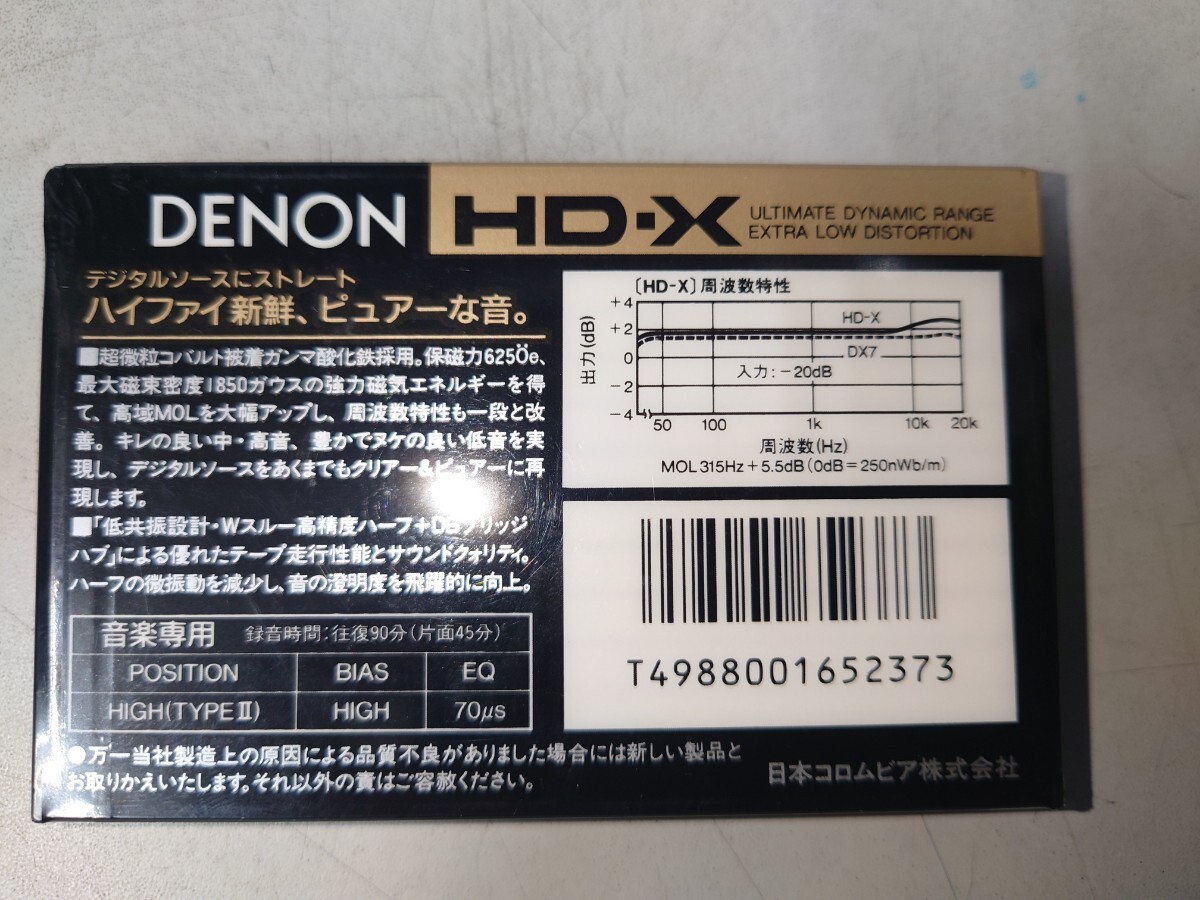 DENON HD・X ULTIMATE DYNAMIC RANGE
EXTRA LOW DISTORTION
デジタルソースにストレート
ハイファイ新鮮、ピュアーな音。
■超微粒コバルト被着ガンマ酸化鉄採用。保磁力625Öe、
最大磁束密度1850ガウスの強力磁気エネルギーを得
て、高域MOLを大幅アップし、周波数特性も一段と改
善。キレの良い中・高音、豊かでヌケの良い低音を実
現し、デジタルソースをあくまでもクリアー&ピュアーに再
現します。
■「低共振設計・Wスルー高精度ハーフ+DBブリッジ
ハブ」による優れたテープ走行性能とサウンドクォリティ。
ハーフの微振動を減少し、音の澄明度を飛躍的に向上。
音楽専用 録音時間:往復90分(片面45分)
POSITION BIAS EQ
HIGH(TYPEⅡ) HIGH 70μs
●万一当社製造上の原因による品質不良がありました場合には新しい製品と
お取りかえいたします。それ以外の責はご容赦ください。
〔HD-X〕周波数特性
出力(dB)
+4
+2
0
-2
-4
HD-X
DX7
入力:-20dB
50 100 1k 10k 20k
周波数(Hz)
MOL 315Hz+5.5dB(0dB=250nWb/m)
T4988001652373
日本コロムビア株式会社